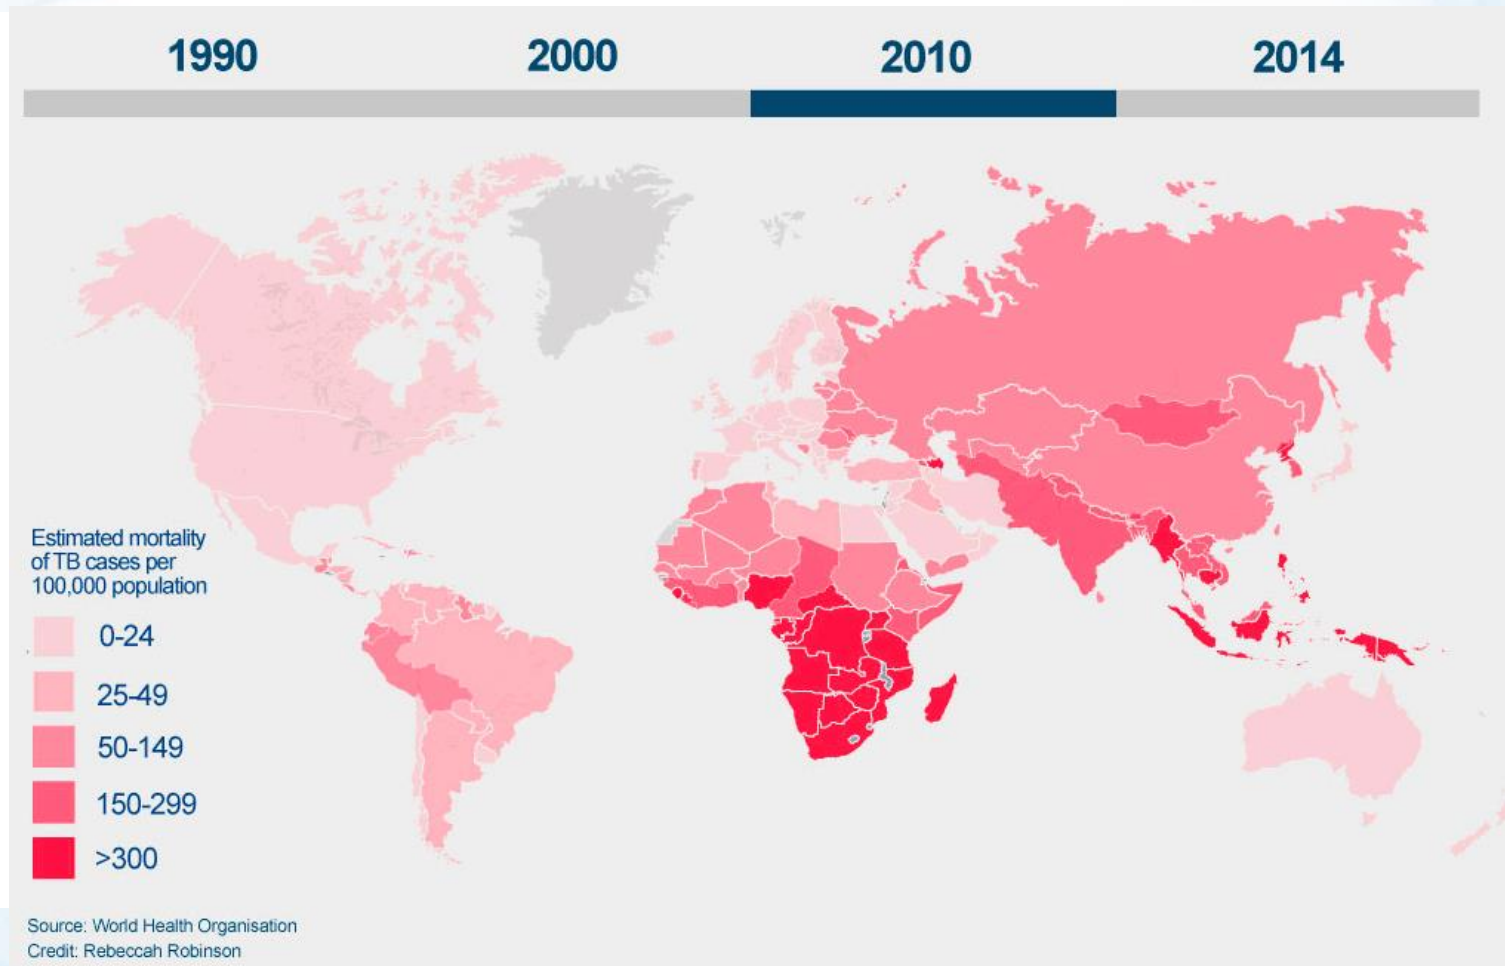 1990 2000 2010 2014
Estimated mortality
of TB cases per
100,000 population
0-24
25-49
50-149
150-299
>300
Source: World Health Organisation
Credit: Rebeccah Robinson